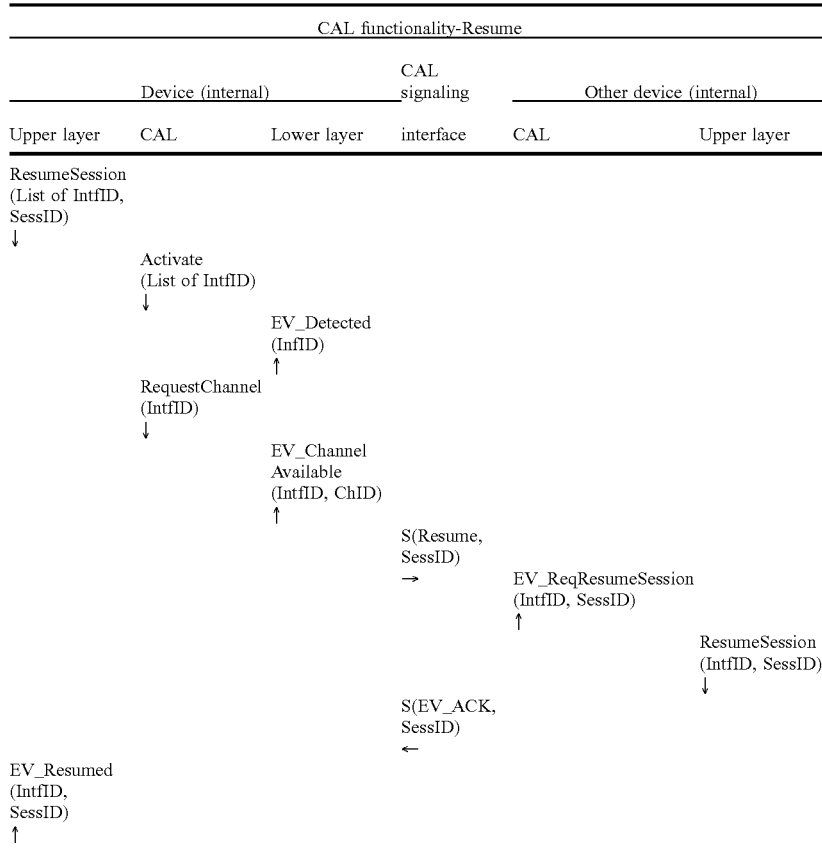 CAL functionality-Resume
CAL
Device (internal) signaling Other device (internal)
Upper layer CAL Lower layer interface CAL Upper layer
ResumeSession
(List of IntfID,
SessID)
↓
Activate
(List of IntfID)
↓
EV_Detected
(InfID)
↑
RequestChannel
(IntfID)
↓
EV_Channel
Available
(IntfID, ChID)
↑
S(Resume,
SessID)
→ EV_ReqResumeSession
(IntfID, SessID)
↑
ResumeSession
(IntfID, SessID)
↓
S(EV_ACK,
SessID)
←
EV_Resumed
(IntfID,
SessID)
↑